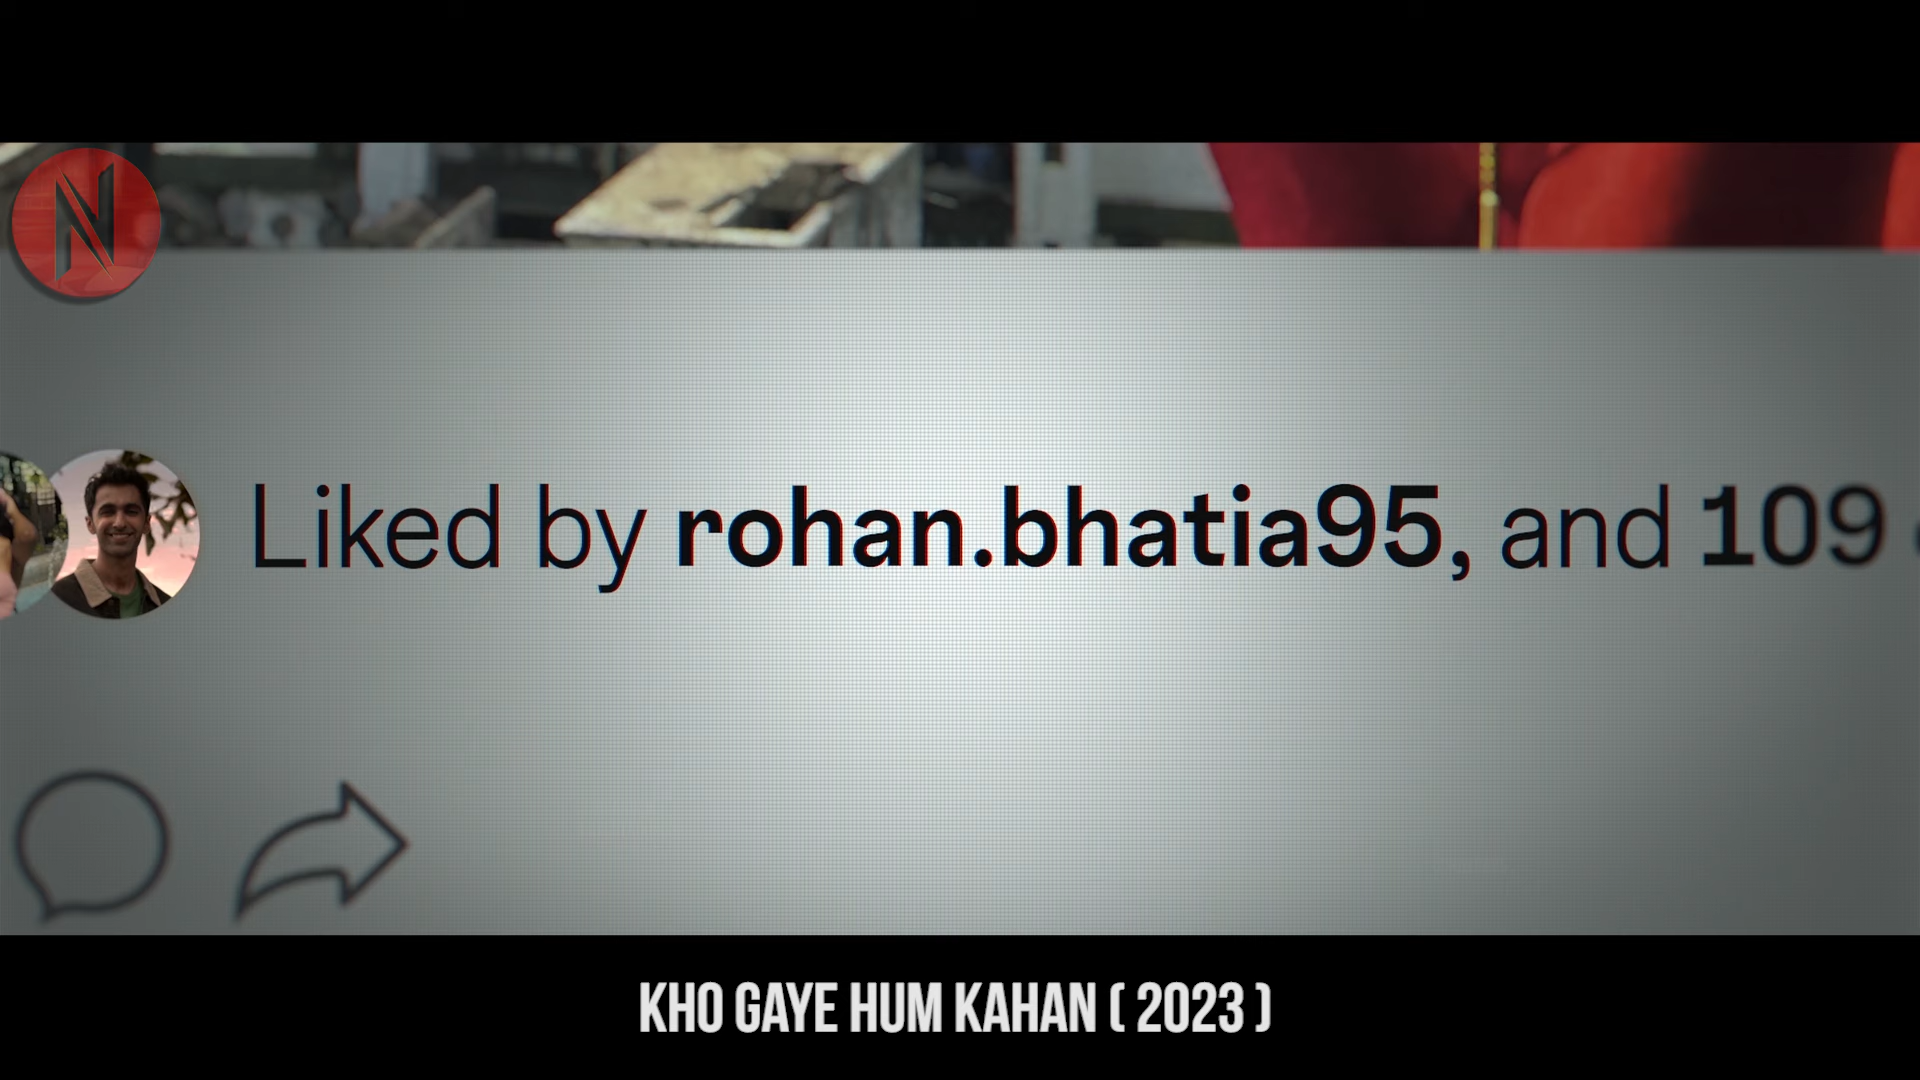 N
Liked by rohan.bhatia95, and 109
KHO GAYE HUM KAHAN ( 2023 )